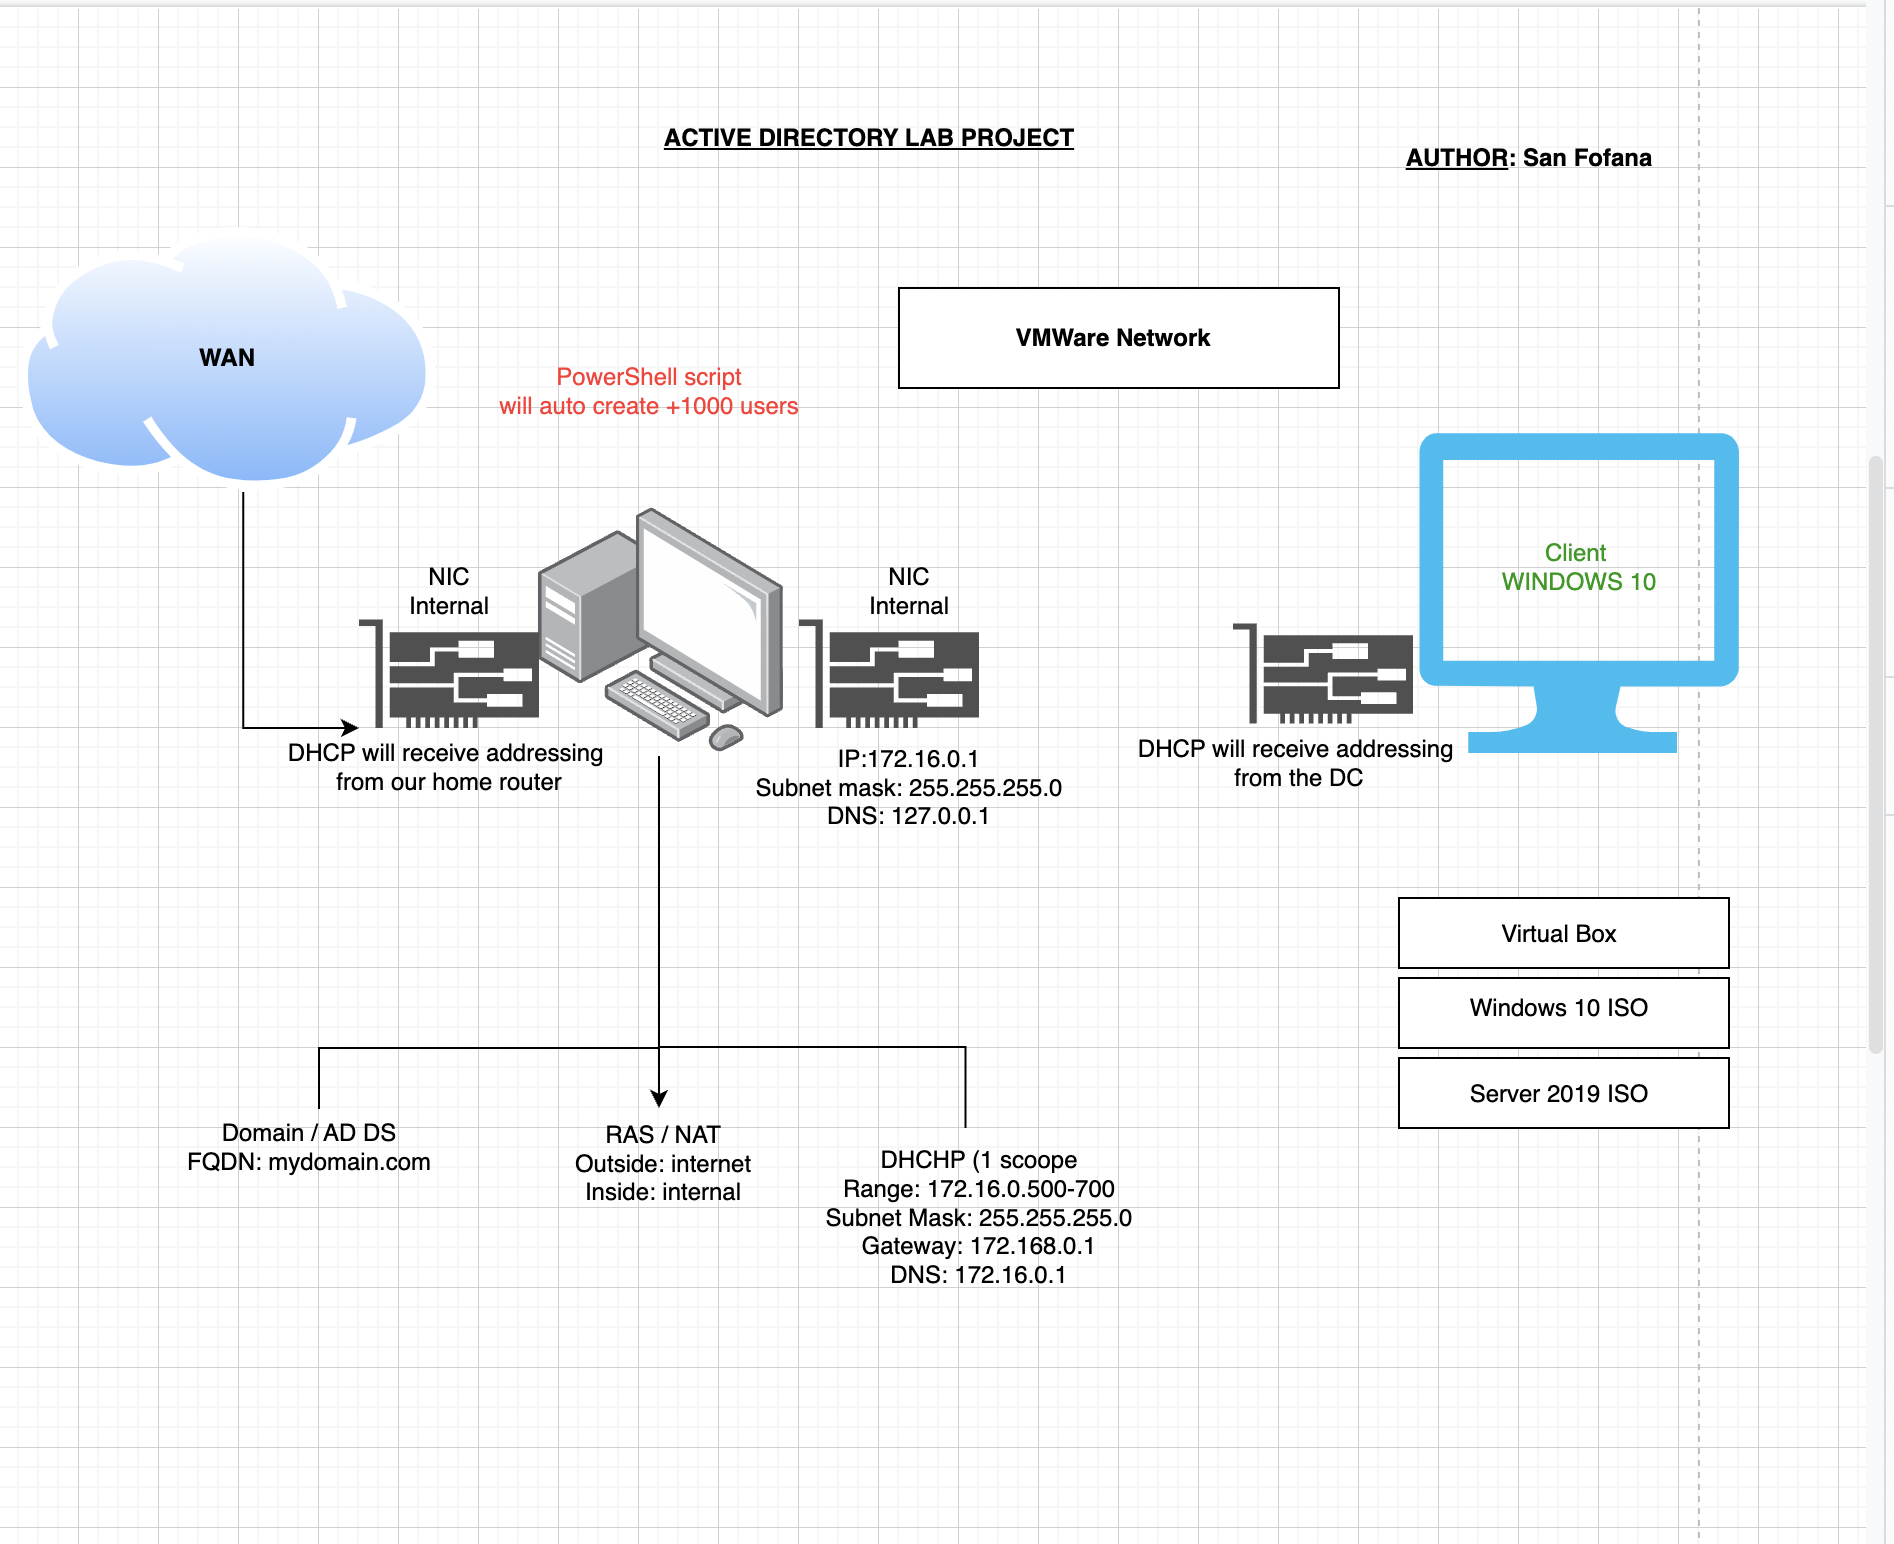 ACTIVE DIRECTORY LAB PROJECT
AUTHOR: San Fofana
WAN
VMWare Network
PowerShell script
will auto create +1000 users
Client
WINDOWS 10
NIC
Internal
NIC
Internal
DHCP will receive addressing
from our home router
IP:172.16.0.1
Subnet mask: 255.255.255.0
DNS: 127.0.0.1
DHCP will receive addressing
from the DC
Virtual Box
Windows 10 ISO
Server 2019 ISO
Domain / AD DS
FQDN: mydomain.com
RAS / NAT
Outside: internet
Inside: internal
DHCHP (1 scoope
Range: 172.16.0.500-700
Subnet Mask: 255.255.255.0
Gateway: 172.168.0.1
DNS: 172.16.0.1